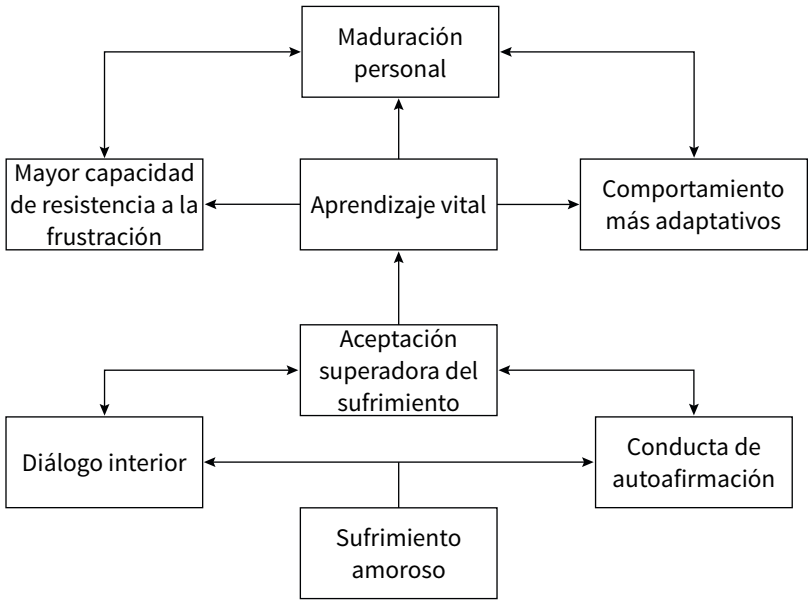 Maduración
personal
Mayor capacidad
de resistencia a la
frustración
Aprendizaje vital
Comportamiento
más adaptativos
Aceptación
superadora del
sufrimiento
Diálogo interior
Conducta de
autoafirmación
Sufrimiento
amoroso